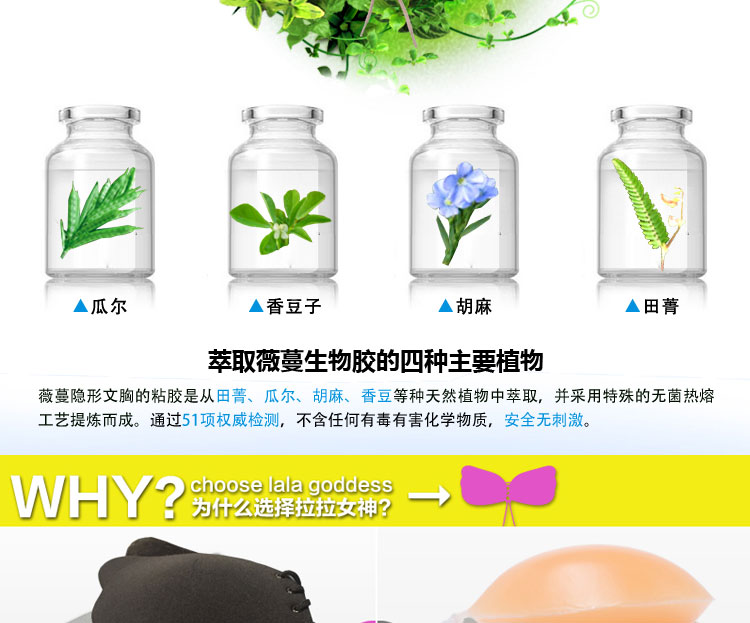 ▲瓜尔
▲香豆子
▲胡麻
▲田菁
萃取薇蔓生物胶的四种主要植物
薇蔓隐形文胸的粘胶是从田菁、瓜尔、胡麻、香豆等种天然植物中萃取，并采用特殊的无菌热熔
工艺提炼而成。通过51项权威检测，不含任何有毒有害化学物质，安全无刺激。
WHY?
choose lala goddess
为什么选择拉拉女神?